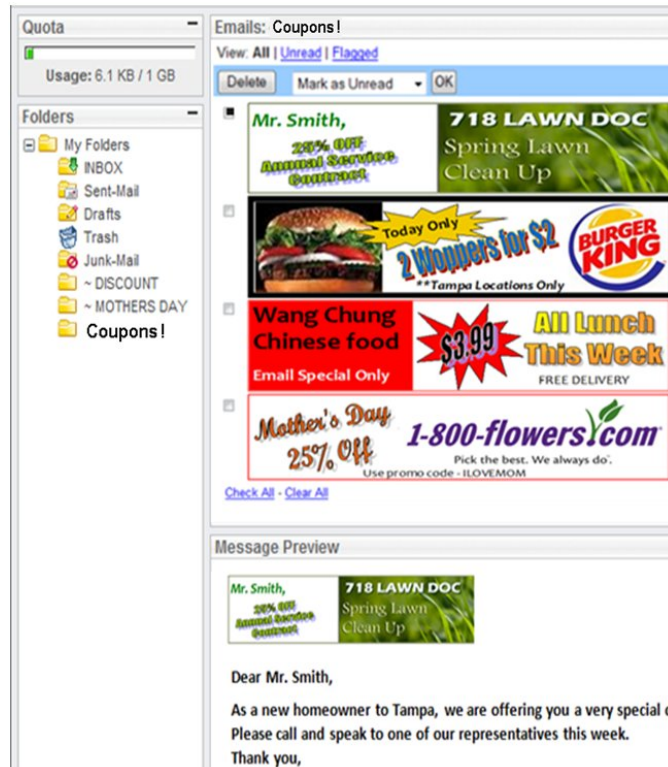 Quota
Usage: 6.1 KB / 1 GB
Folders
My Folders
INBOX
Sent-Mail
Drafts
Trash
Junk-Mail
~ DISCOUNT
~ MOTHERS DAY
Coupons!
Emails: Coupons!
View: All | Unread | Flagged
Delete Mark as Unread OK
Mr. Smith,
25% OFF
Annual Service
Contract
718 LAWN DOC
Spring Lawn
Clean Up
Today Only
2 Woppers for $2
**Tampa Locations Only
BURGER
KING
Wang Chung
Chinese food
Email Special Only
$3.99
All Lunch
This Week
FREE DELIVERY
Mother's Day
25% Off
1-800-flowers.com
Pick the best. We always do.
Use promo code - ILOVEMOM
Check All - Clear All
Message Preview
Mr. Smith,
25% OFF
Annual Service
Contract
718 LAWN DOC
Spring Lawn
Clean Up
Dear Mr. Smith,
As a new homeowner to Tampa, we are offering you a very special
Please call and speak to one of our representatives this week.
Thank you,